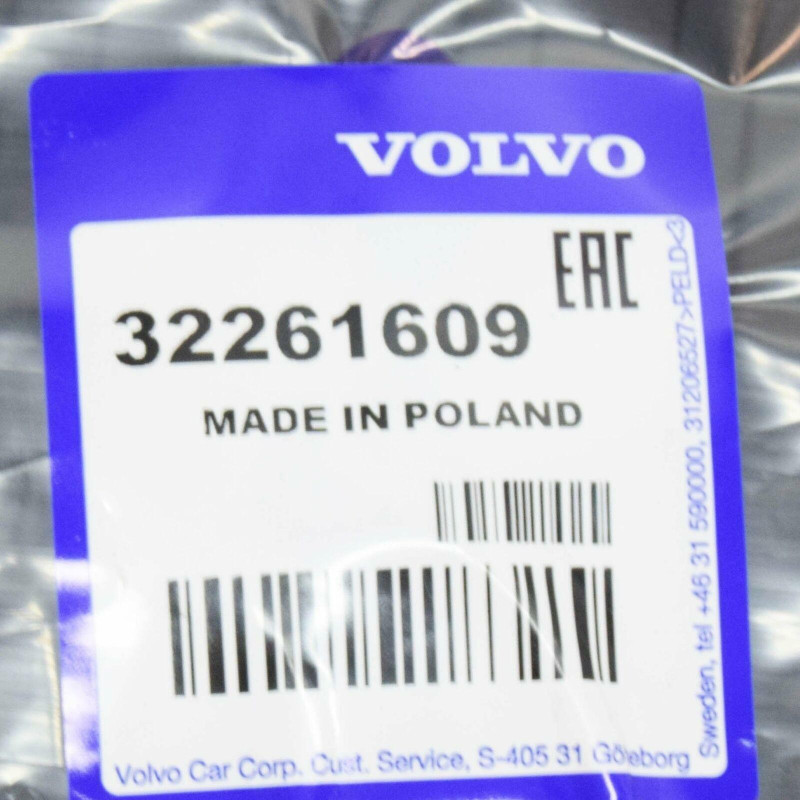 VOLVO
EAC
32261609
MADE IN POLAND
Volvo Car Corp. Cust. Service, S-405 31 Göteborg
Sweden, tel +46 31 590000, 31206527>PELD<3